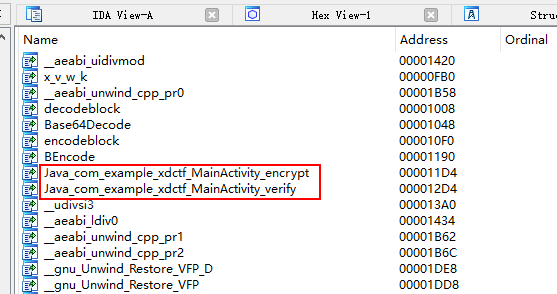 IDA View-A Hex View-1 Struc
Name Address Ordinal
__aeabi_uidivmod 00001420
x_v_w_k 00000FB0
__aeabi_unwind_cpp_pr0 00001B58
decodeblock 00001008
Base64Decode 00001048
encodeblock 000010F0
BEncode 00001190
Java_com_example_xdctf_MainActivity_encrypt 000011D4
Java_com_example_xdctf_MainActivity_verify 000012D4
__udivsi3 000013A0
__aeabi_ldiv0 00001434
__aeabi_unwind_cpp_pr1 00001B62
__aeabi_unwind_cpp_pr2 00001B6C
__gnu_Unwind_Restore_VFP_D 00001DE8
__gnu_Unwind_Restore_VFP 00001DD8